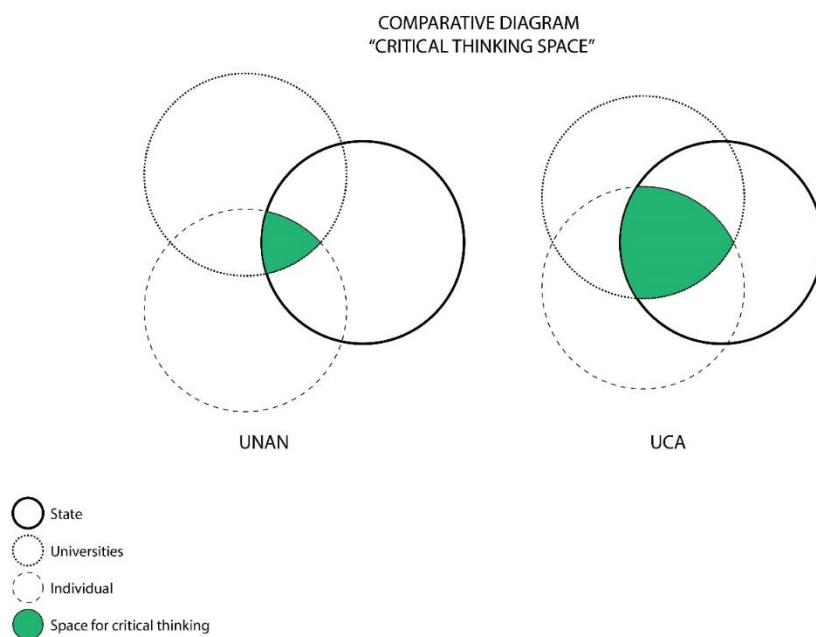 COMPARATIVE DIAGRAM
“CRITICAL THINKING SPACE”
UNAN
UCA
State
Universities
Individual
Space for critical thinking